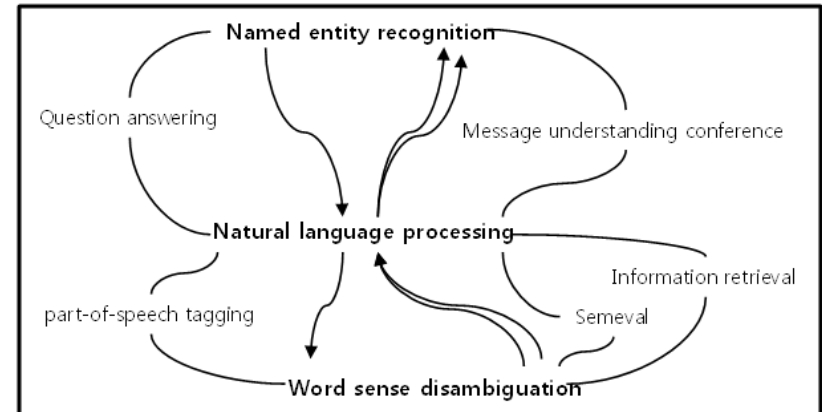 Named entity recognition
Question answering
Message understanding conference
Natural language processing
Information retrieval
part-of-speech tagging
Semeval
Word sense disambiguation